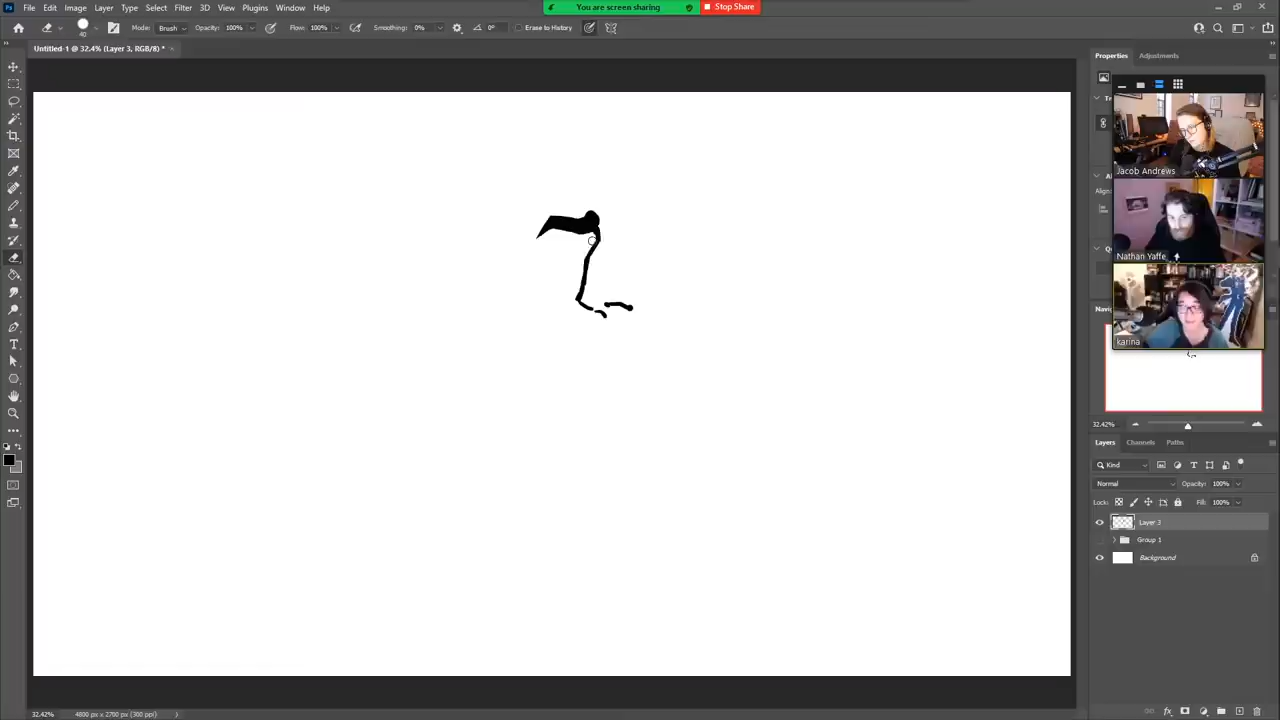 Ps File Edit Image Layer Type Select Filter 3D View Plugins Window Help
You are screen sharing Stop Share
40 Mode: Brush Opacity: 100% Flow: 100% Smoothing: 0% 0° Erase to History
Untitled-1 @ 32.4% (Layer 3, RGB/8) * ×
Properties Adjustments
Jacob Andrews
Nathan Yaffe
karina
Align
32.42%
Layers Channels Paths
Kind
Normal Opacity: 100%
Lock: Fill: 100%
Layer 3
Group 1
Background
32.42% 4800 px x 2700 px (300 ppi)